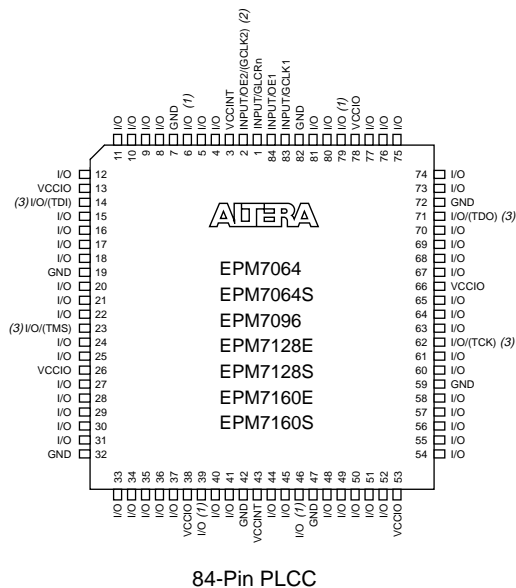 I/O 11
I/O 10
I/O 9
I/O 8
GND 7
I/O (1) 6
I/O 5
I/O 4
VCCINT 3
INPUT/OE2/(GCLK2) (2) 2
INPUT/GLCRn 1
INPUT/OE1 84
INPUT/GCLK1 83
GND 82
I/O 81
I/O 80
I/O (1) 79
VCCIO 78
I/O 77
I/O 76
I/O 75
I/O 12
VCCIO 13
(3) I/O/(TDI) 14
I/O 15
I/O 16
I/O 17
I/O 18
GND 19
I/O 20
I/O 21
I/O 22
(3) I/O/(TMS) 23
I/O 24
I/O 25
VCCIO 26
I/O 27
I/O 28
I/O 29
I/O 30
I/O 31
GND 32
ALTERA
EPM7064
EPM7064S
EPM7096
EPM7128E
EPM7128S
EPM7160E
EPM7160S
74 I/O
73 I/O
72 GND
71 I/O/(TDO) (3)
70 I/O
69 I/O
68 I/O
67 I/O
66 VCCIO
65 I/O
64 I/O
63 I/O
62 I/O/(TCK) (3)
61 I/O
60 I/O
59 GND
58 I/O
57 I/O
56 I/O
55 I/O
54 I/O
33 I/O
34 I/O
35 I/O
36 I/O
37 I/O
38 VCCIO
39 I/O (1)
40 I/O
41 I/O
42 GND
43 VCCINT
44 I/O
45 I/O
46 I/O (1)
47 GND
48 I/O
49 I/O
50 I/O
51 I/O
52 I/O
53 VCCIO
84-Pin PLCC